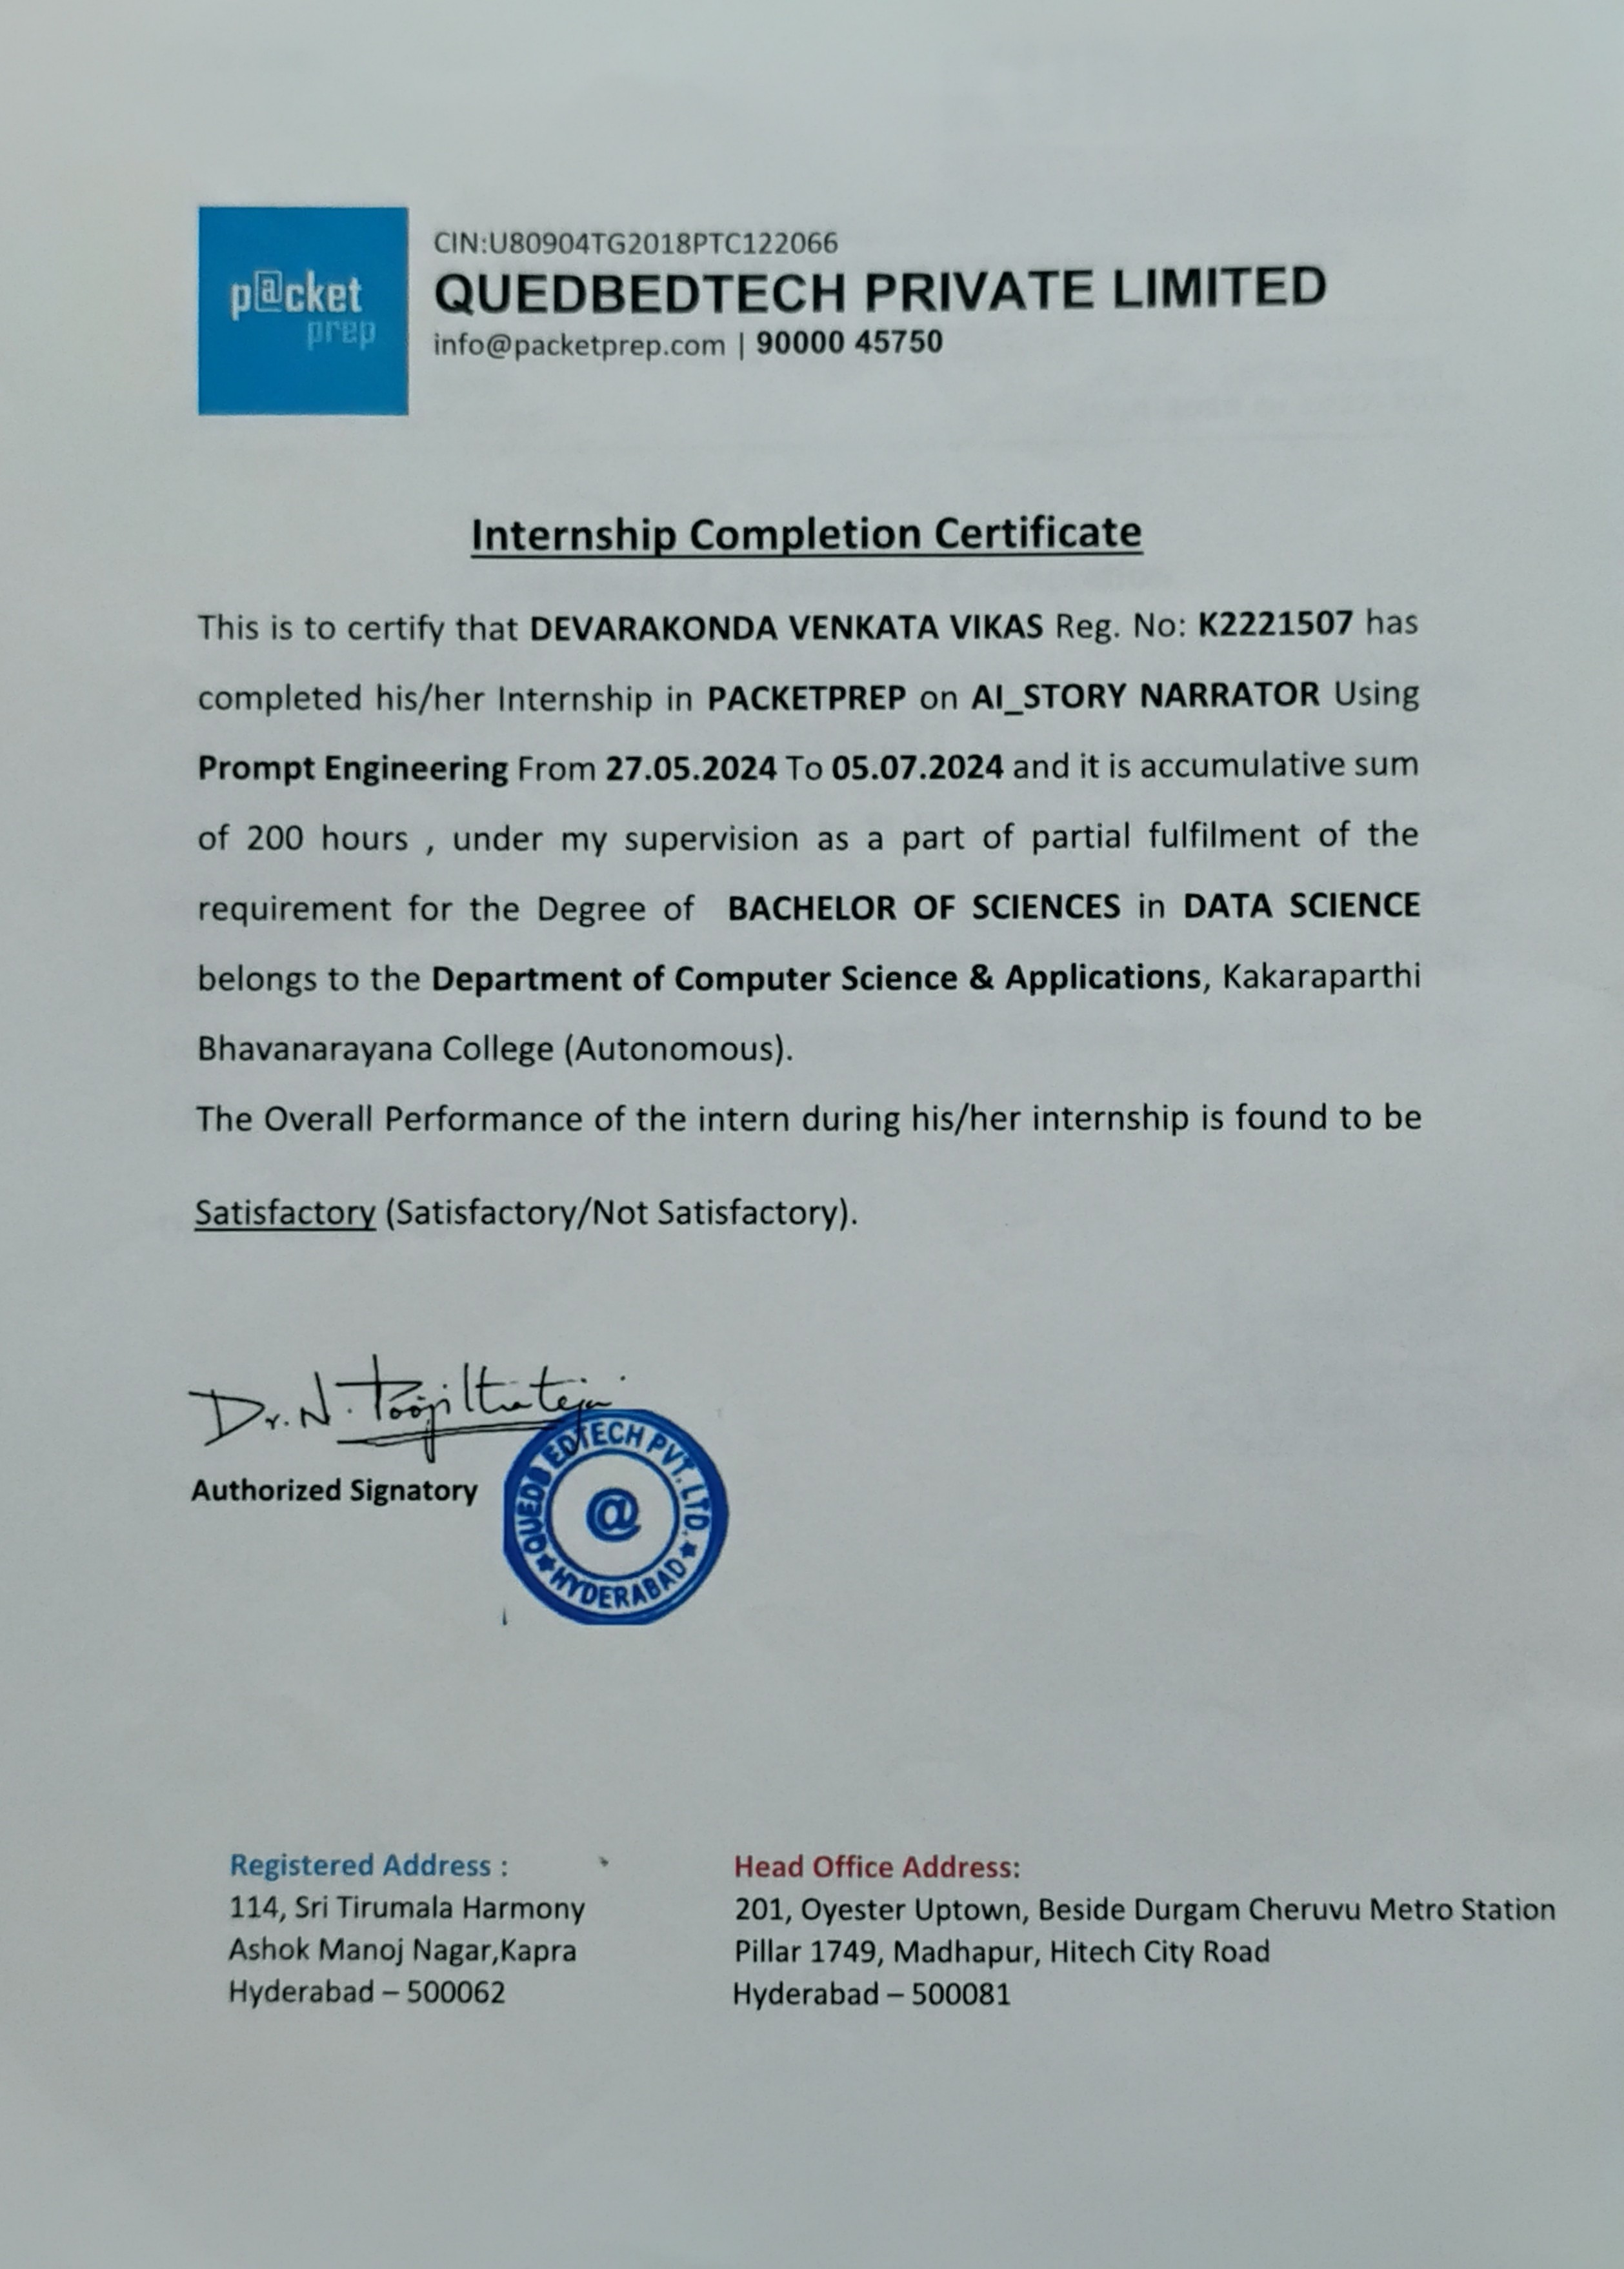 p@cket
prep
CIN:U80904TG2018PTC122066
QUEDBEDTECH PRIVATE LIMITED
info@packetprep.com | 90000 45750
Internship Completion Certificate
This is to certify that DEVARAKONDA VENKATA VIKAS Reg. No: K2221507 has
completed his/her Internship in PACKETPREP on AI_STORY NARRATOR Using
Prompt Engineering From 27.05.2024 To 05.07.2024 and it is accumulative sum
of 200 hours , under my supervision as a part of partial fulfilment of the
requirement for the Degree of BACHELOR OF SCIENCES in DATA SCIENCE
belongs to the Department of Computer Science & Applications, Kakaraparthi
Bhavanarayana College (Autonomous).
The Overall Performance of the intern during his/her internship is found to be
Satisfactory (Satisfactory/Not Satisfactory).
Dr. N.
Authorized Signatory
QUEDB EDTECH PVT. LTD.
@
HYDERABAD
Registered Address :
114, Sri Tirumala Harmony
Ashok Manoj Nagar,Kapra
Hyderabad – 500062
Head Office Address:
201, Oyester Uptown, Beside Durgam Cheruvu Metro Station
Pillar 1749, Madhapur, Hitech City Road
Hyderabad – 500081